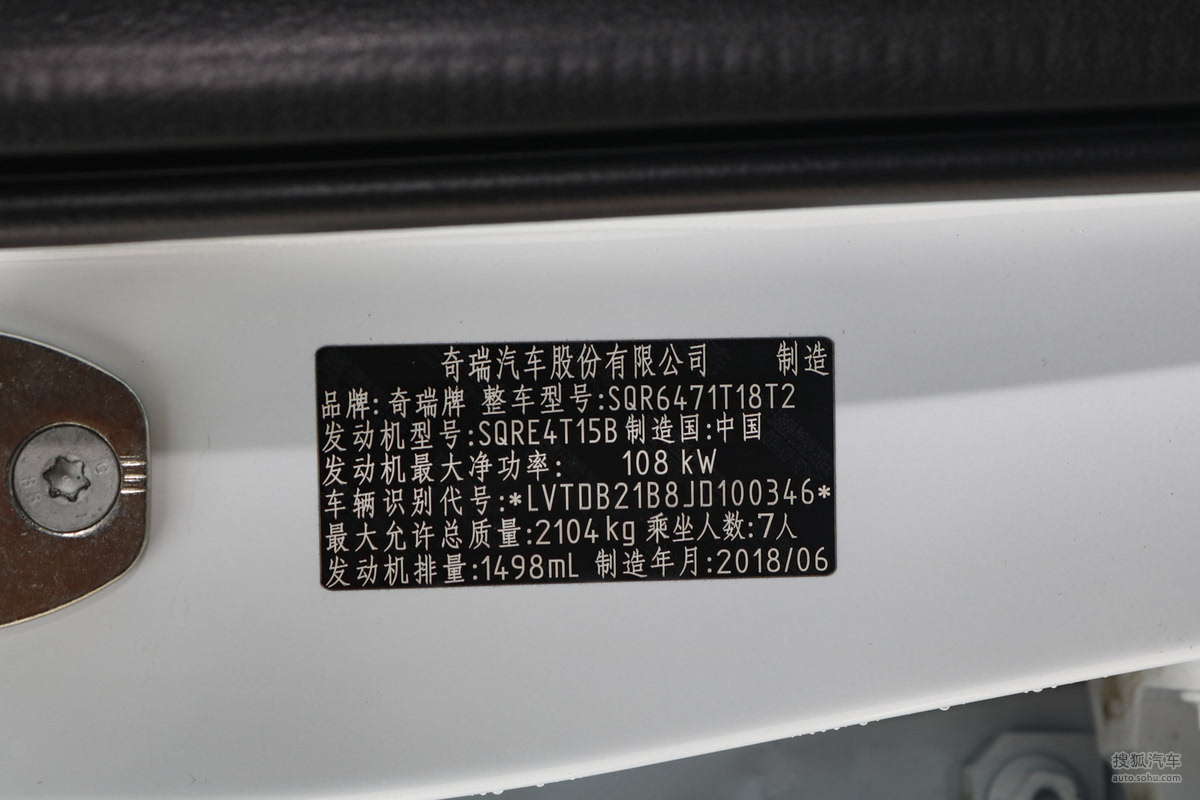 奇瑞汽车股份有限公司 制造
品牌: 奇瑞牌 整车型号:SQR6471T18T2
发动机型号:SQRE4T15B 制造国:中国
发动机最大净功率: 108 kW
车辆识别代号:*LVTDB21B8JD100346*
最大允许总质量:2104kg 乘坐人数:7人
发动机排量:1498mL 制造年月:2018/06
搜狐汽车
auto.sohu.com